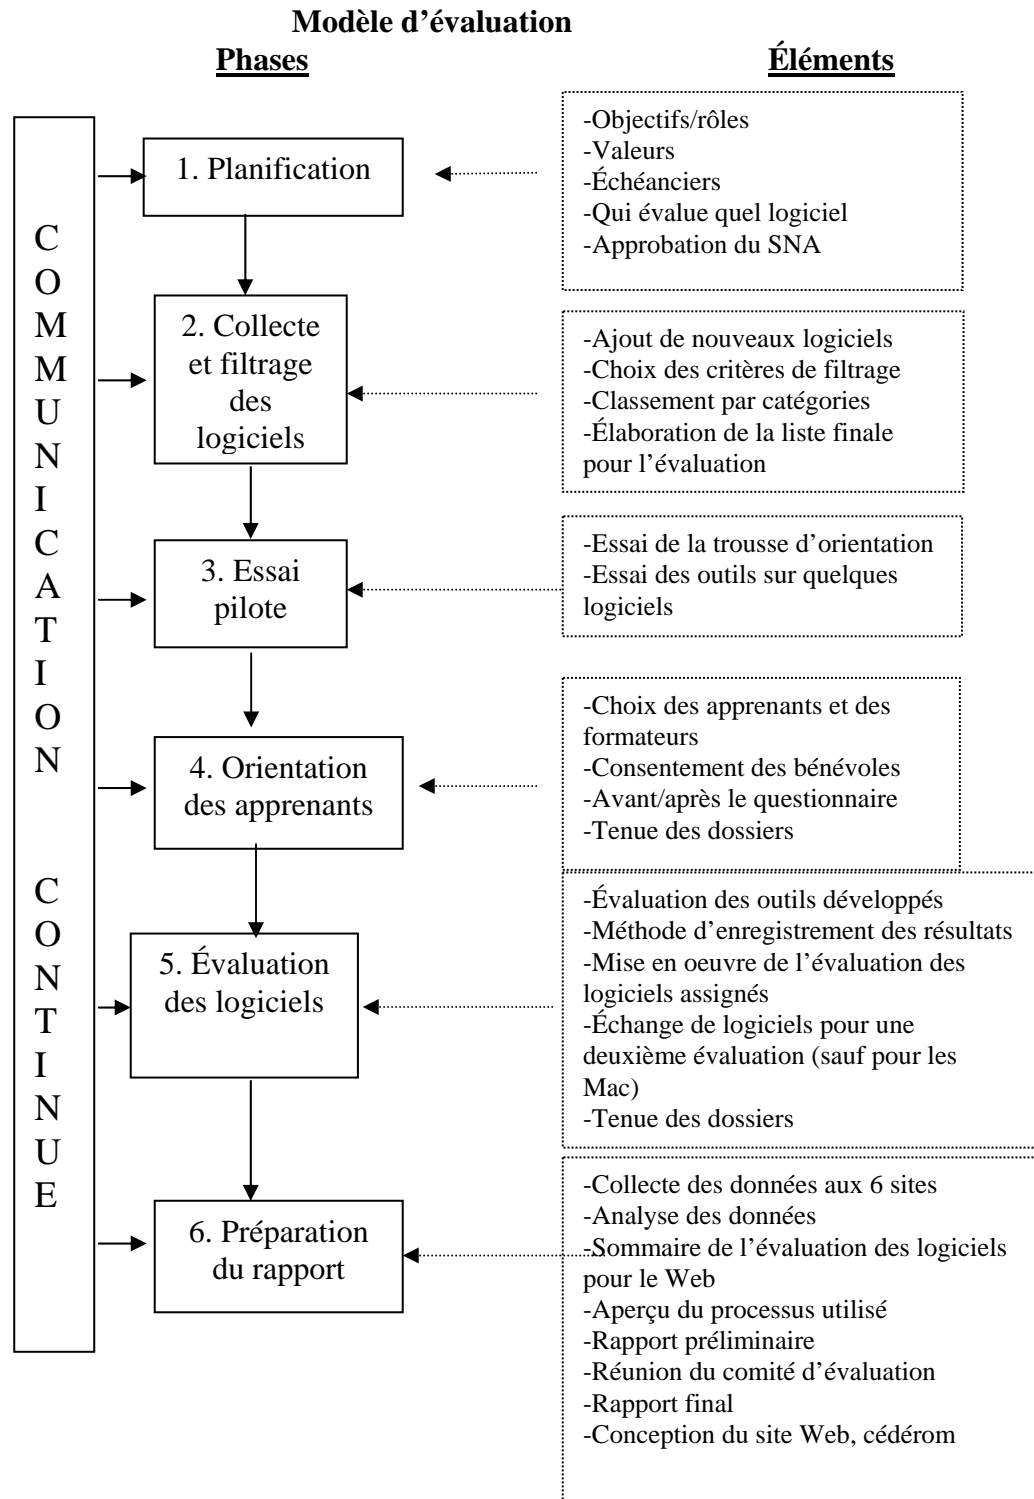 Modèle d’évaluation
Phases
Éléments
C
O
M
M
U
N
I
C
A
T
I
O
N
C
O
N
T
I
N
U
E
1. Planification
-Objectifs/rôles
-Valeurs
-Échéanciers
-Qui évalue quel logiciel
-Approbation du SNA
2. Collecte
et filtrage
des
logiciels
-Ajout de nouveaux logiciels
-Choix des critères de filtrage
-Classement par catégories
-Élaboration de la liste finale
pour l’évaluation
3. Essai
pilote
-Essai de la trousse d’orientation
-Essai des outils sur quelques
logiciels
4. Orientation
des apprenants
-Choix des apprenants et des
formateurs
-Consentement des bénévoles
-Avant/après le questionnaire
-Tenue des dossiers
5. Évaluation
des logiciels
-Évaluation des outils développés
-Méthode d’enregistrement des résultats
-Mise en oeuvre de l’évaluation des
logiciels assignés
-Échange de logiciels pour une
deuxième évaluation (sauf pour les
Mac)
-Tenue des dossiers
6. Préparation
du rapport
-Collecte des données aux 6 sites
-Analyse des données
-Sommaire de l’évaluation des logiciels
pour le Web
-Aperçu du processus utilisé
-Rapport préliminaire
-Réunion du comité d’évaluation
-Rapport final
-Conception du site Web, cédérom